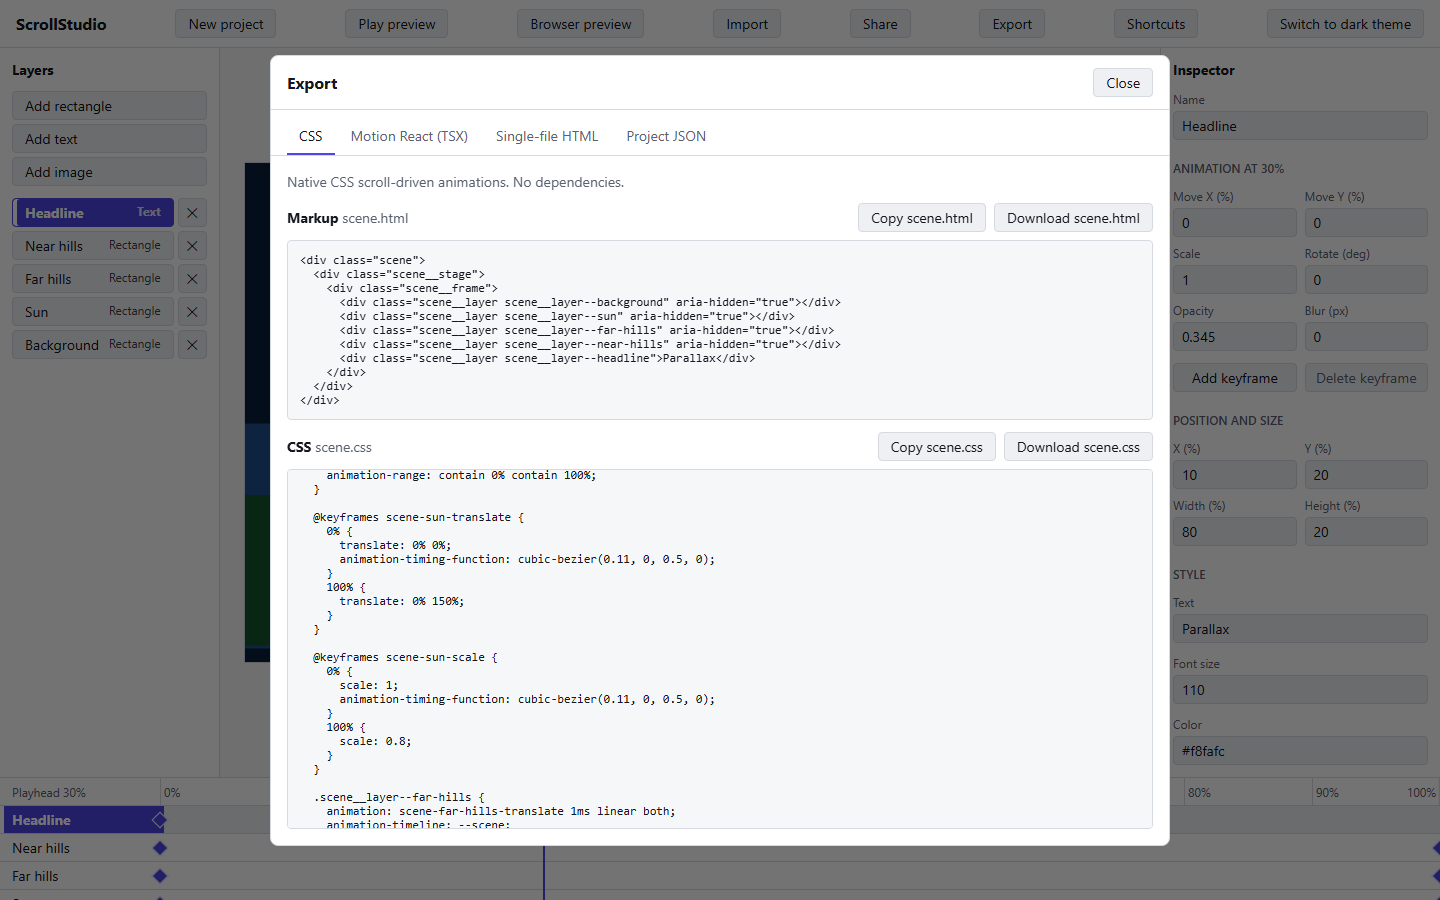 ScrollStudio
New project
Play preview
Browser preview
Import
Share
Export
Shortcuts
Switch to dark theme
Layers
Add rectangle
Add text
Add image
Headline Text
Near hills Rectangle
Far hills Rectangle
Sun Rectangle
Background Rectangle
Export
Close
CSS
Motion React (TSX)
Single-file HTML
Project JSON
Native CSS scroll-driven animations. No dependencies.
Markup scene.html
Copy scene.html
Download scene.html
<div class="scene">
  <div class="scene__stage">
    <div class="scene__frame">
      <div class="scene__layer scene__layer--background" aria-hidden="true"></div>
      <div class="scene__layer scene__layer--sun" aria-hidden="true"></div>
      <div class="scene__layer scene__layer--far-hills" aria-hidden="true"></div>
      <div class="scene__layer scene__layer--near-hills" aria-hidden="true"></div>
      <div class="scene__layer scene__layer--headline">Parallax</div>
    </div>
  </div>
</div>
CSS scene.css
Copy scene.css
Download scene.css
    animation-range: contain 0% contain 100%;
  }
  @keyframes scene-sun-translate {
    0% {
      translate: 0% 0%;
      animation-timing-function: cubic-bezier(0.11, 0, 0.5, 0);
    }
    100% {
      translate: 0% 150%;
    }
  }
  @keyframes scene-sun-scale {
    0% {
      scale: 1;
      animation-timing-function: cubic-bezier(0.11, 0, 0.5, 0);
    }
    100% {
      scale: 0.8;
    }
  }
  .scene__layer--far-hills {
    animation: scene-far-hills-translate 1ms linear both;
    animation-timeline: --scene;
Inspector
Name
Headline
ANIMATION AT 30%
Move X (%) Move Y (%)
0 0
Scale Rotate (deg)
1 0
Opacity Blur (px)
0.345 0
Add keyframe Delete keyframe
POSITION AND SIZE
X (%) Y (%)
10 20
Width (%) Height (%)
80 20
STYLE
Text
Parallax
Font size
110
Color
#f8fafc
Playhead 30% 0% 80% 90% 100%
Headline
Near hills
Far hills